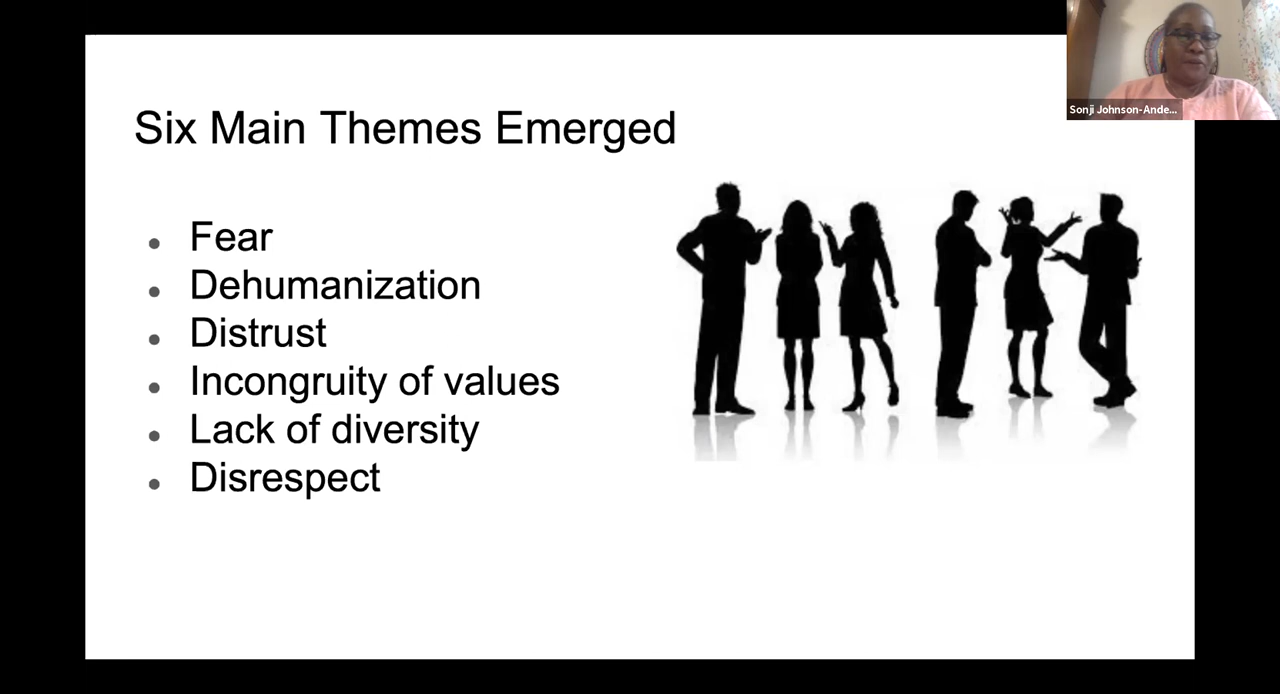 Six Main Themes Emerged
Fear
Dehumanization
Distrust
Incongruity of values
Lack of diversity
Disrespect
Sonji Johnson-Ande...